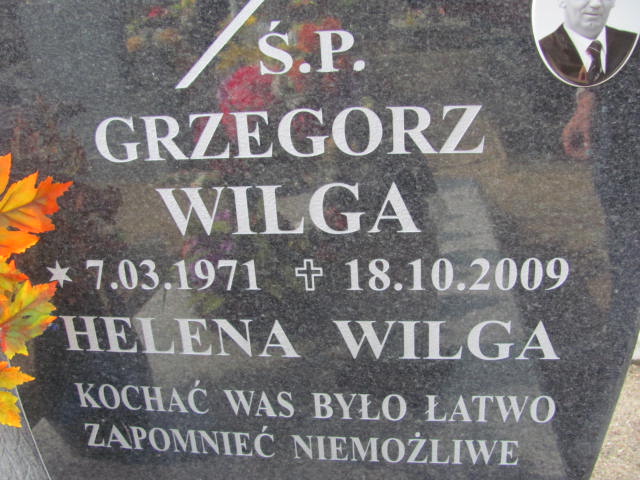 Ś.P.
GRZEGORZ
WILGA
* 7.03.1971 ✝ 18.10.2009
HELENA WILGA
KOCHAĆ WAS BYŁO ŁATWO
ZAPOMNIEĆ NIEMOŻLIWE